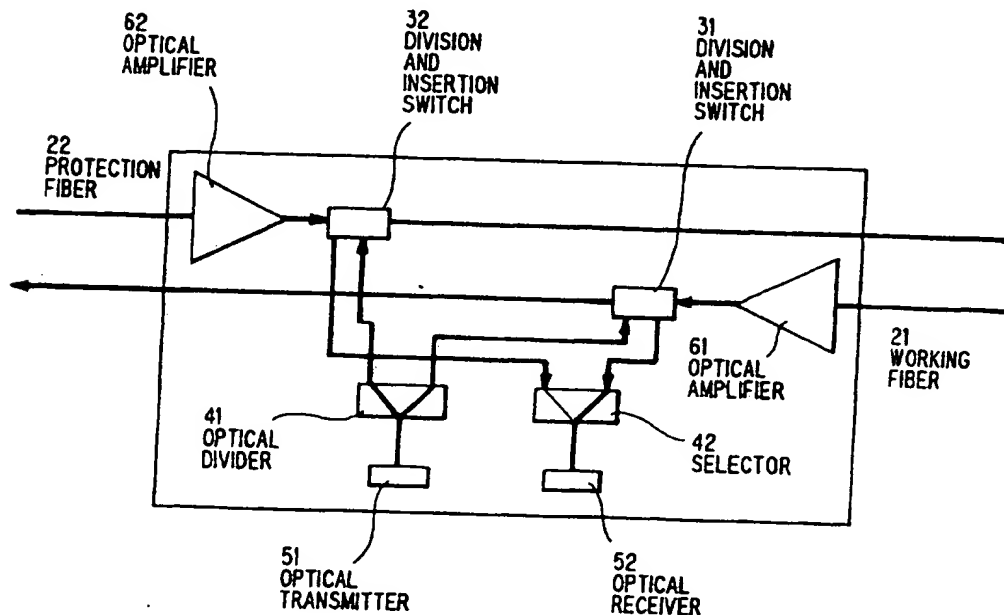 62
OPTICAL
AMPLIFIER
32
DIVISION
AND
INSERTION
SWITCH
31
DIVISION
AND
INSERTION
SWITCH
22
PROTECTION
FIBER
61
OPTICAL
AMPLIFIER
21
WORKING
FIBER
41
OPTICAL
DIVIDER
42
SELECTOR
51
OPTICAL
TRANSMITTER
52
OPTICAL
RECEIVER